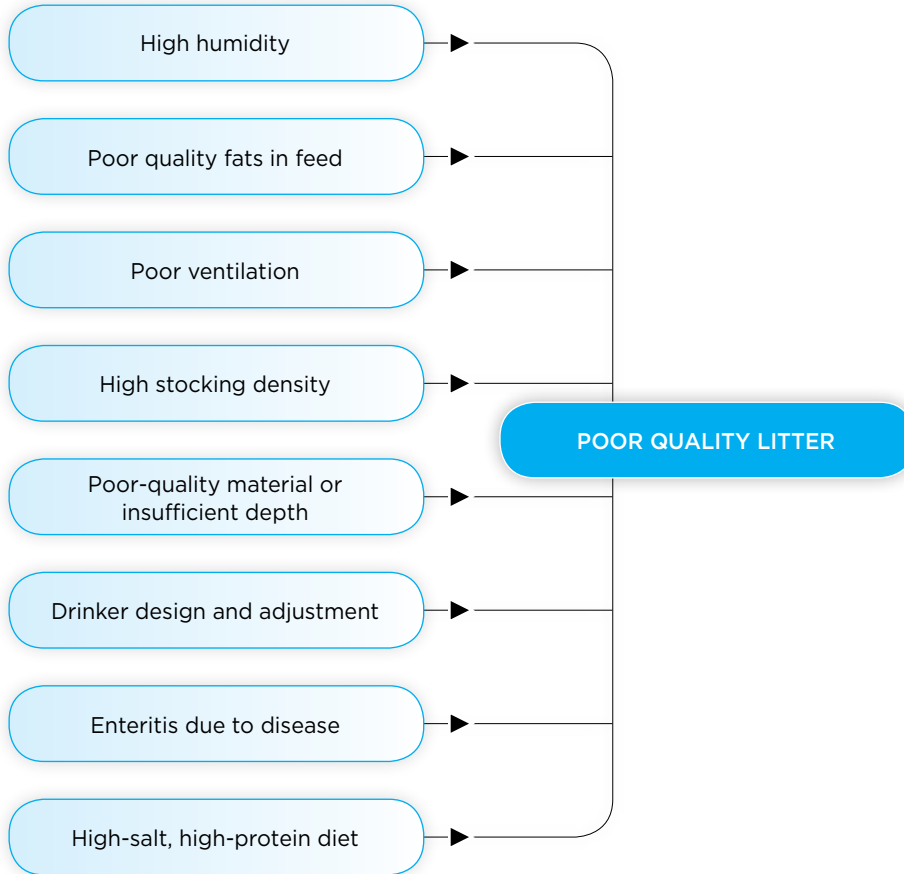 High humidity
Poor quality fats in feed
Poor ventilation
High stocking density
POOR QUALITY LITTER
Poor-quality material or
insufficient depth
Drinker design and adjustment
Enteritis due to disease
High-salt, high-protein diet